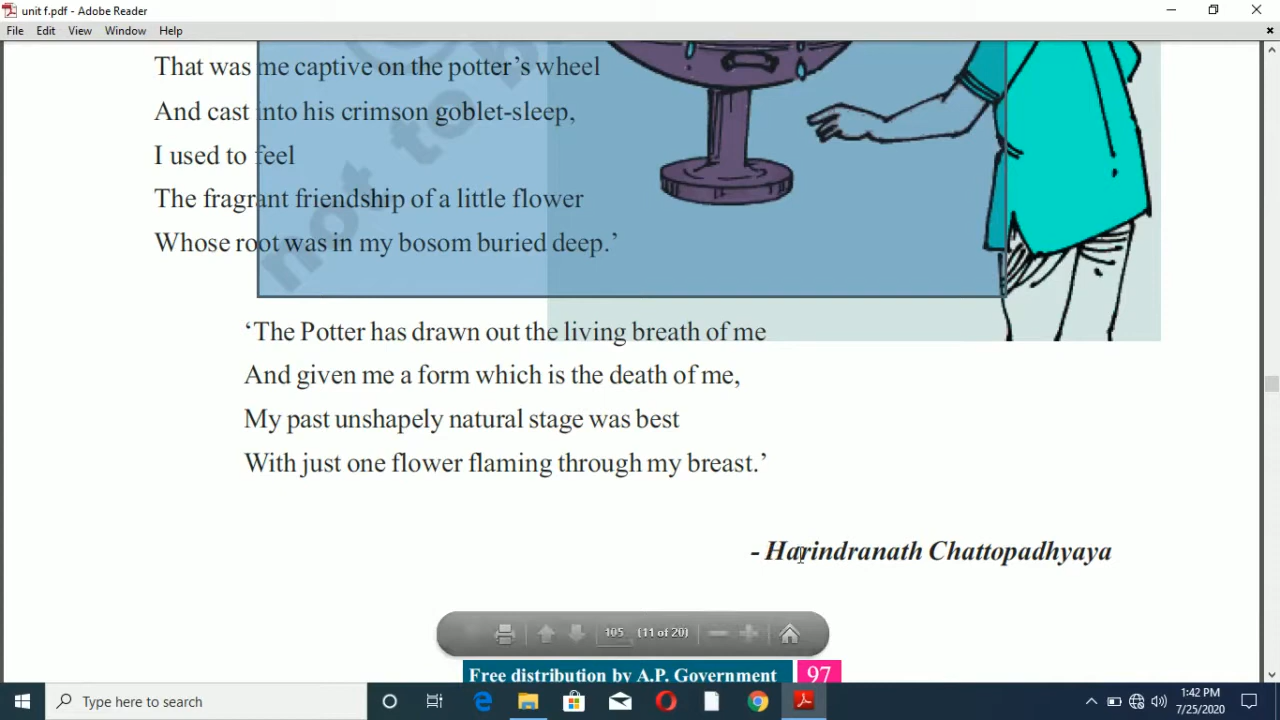 unit f.pdf - Adobe Reader
File Edit View Window Help
That was me captive on the potter's wheel
And cast into his crimson goblet-sleep,
I used to feel
The fragrant friendship of a little flower
Whose root was in my bosom buried deep.'
not to b
'The Potter has drawn out the living breath of me
And given me a form which is the death of me,
My past unshapely natural stage was best
With just one flower flaming through my breast.'
- Harindranath Chattopadhyaya
105 (11 of 20)
Free distribution by A.P. Government 97
Type here to search
1:42 PM
7/25/2020